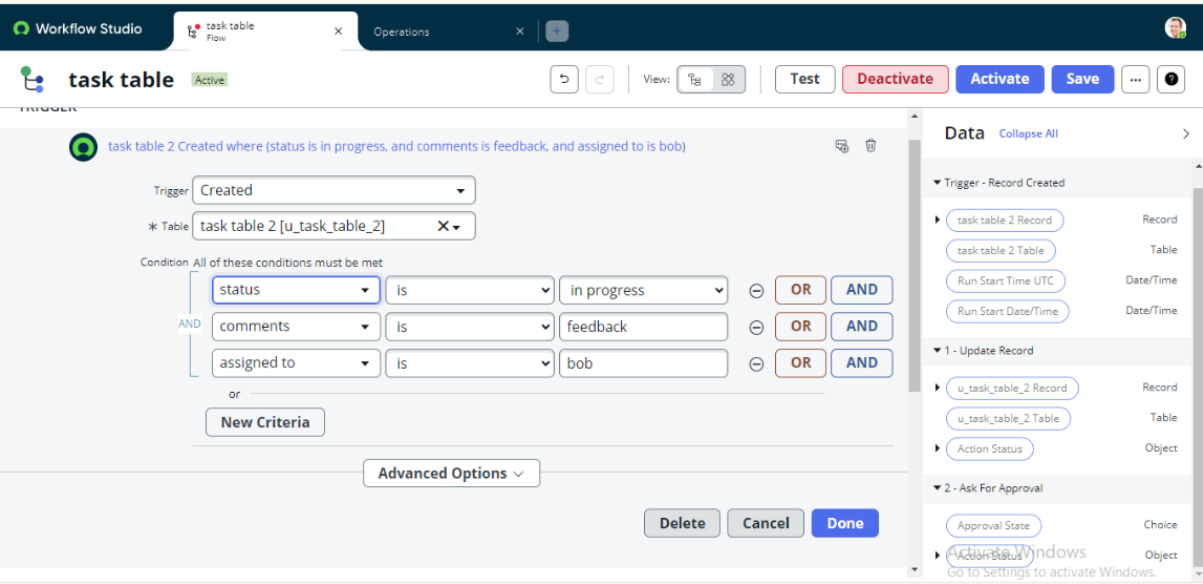 Workflow Studio
task table
Flow
Operations
task table Active
View:
Test
Deactivate
Activate
Save
TRIGGER
task table 2 Created where (status is in progress, and comments is feedback, and assigned to is bob)
Trigger Created
* Table task table 2 [u_task_table_2]
Condition All of these conditions must be met
status is in progress OR AND
AND comments is feedback OR AND
assigned to is bob OR AND
or
New Criteria
Advanced Options
Delete Cancel Done
Data Collapse All
Trigger - Record Created
task table 2 Record Record
task table 2 Table Table
Run Start Time UTC Date/Time
Run Start Date/Time Date/Time
1 - Update Record
u_task_table_2 Record Record
u_task_table_2 Table Table
Action Status Object
2 - Ask For Approval
Approval State Choice
Action Status Object
Activate Windows
Go to Settings to activate Windows.